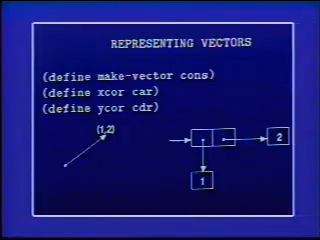 REPRESENTING VECTORS
(define make-vector cons)
(define xcor car)
(define ycor cdr)
(1,2)
2
1